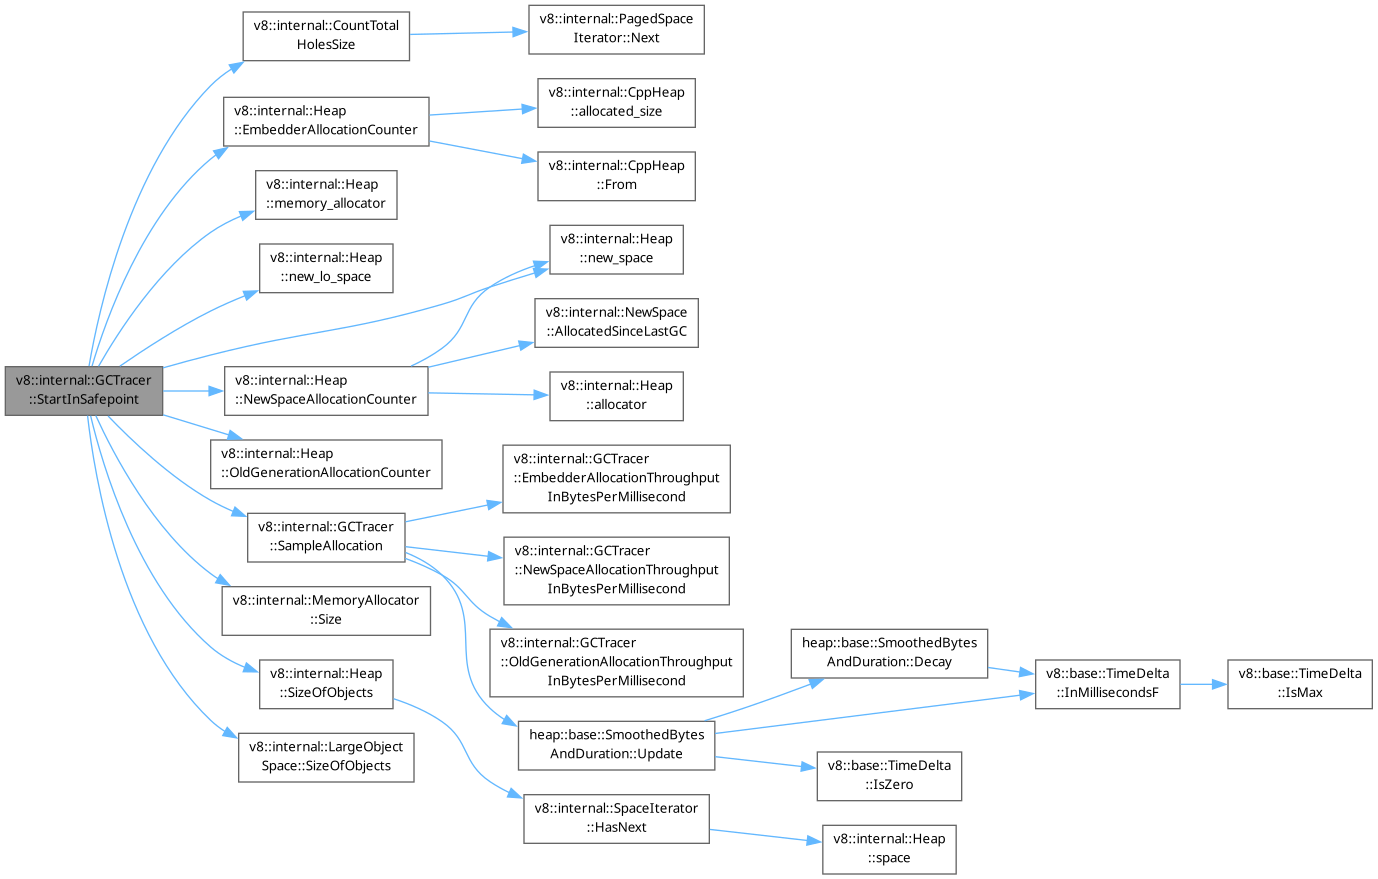 v8::internal::GCTracer
::StartInSafepoint
v8::internal::CountTotal
HolesSize
v8::internal::PagedSpace
Iterator::Next
v8::internal::Heap
::EmbedderAllocationCounter
v8::internal::CppHeap
::allocated_size
v8::internal::CppHeap
::From
v8::internal::Heap
::memory_allocator
v8::internal::Heap
::new_lo_space
v8::internal::Heap
::new_space
v8::internal::Heap
::NewSpaceAllocationCounter
v8::internal::NewSpace
::AllocatedSinceLastGC
v8::internal::Heap
::allocator
v8::internal::Heap
::OldGenerationAllocationCounter
v8::internal::GCTracer
::SampleAllocation
v8::internal::GCTracer
::EmbedderAllocationThroughput
InBytesPerMillisecond
v8::internal::GCTracer
::NewSpaceAllocationThroughput
InBytesPerMillisecond
v8::internal::GCTracer
::OldGenerationAllocationThroughput
InBytesPerMillisecond
heap::base::SmoothedBytes
AndDuration::Update
heap::base::SmoothedBytes
AndDuration::Decay
v8::base::TimeDelta
::InMillisecondsF
v8::base::TimeDelta
::IsMax
v8::base::TimeDelta
::IsZero
v8::internal::MemoryAllocator
::Size
v8::internal::Heap
::SizeOfObjects
v8::internal::SpaceIterator
::HasNext
v8::internal::Heap
::space
v8::internal::LargeObject
Space::SizeOfObjects